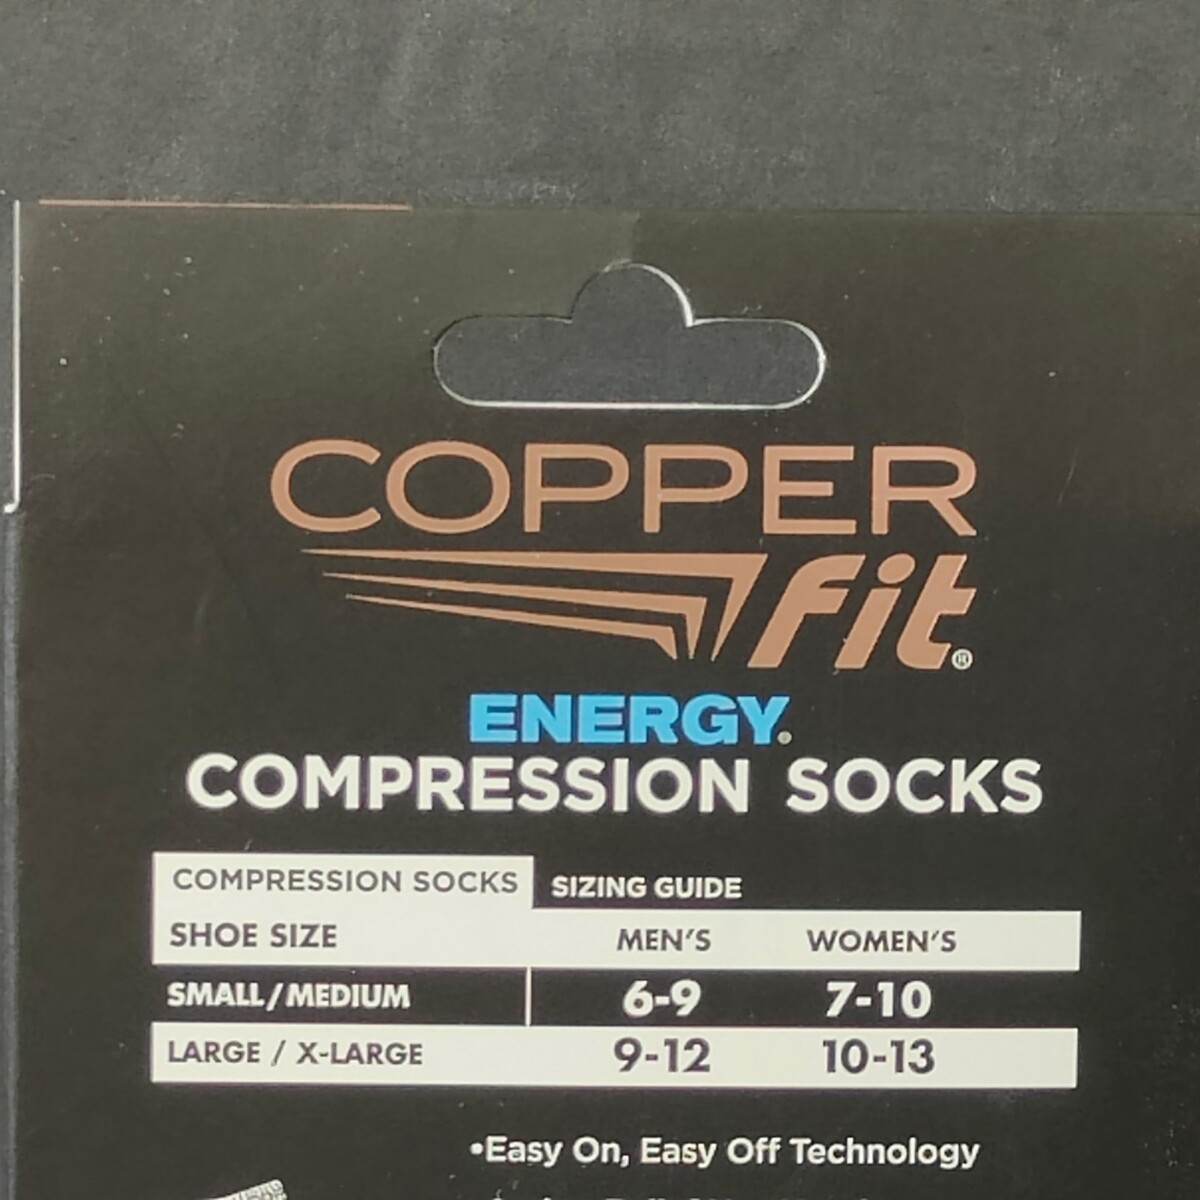 COPPER
fit®
ENERGY®
COMPRESSION SOCKS
COMPRESSION SOCKS SIZING GUIDE
SHOE SIZE MEN'S WOMEN'S
SMALL/MEDIUM 6-9 7-10
LARGE / X-LARGE 9-12 10-13
•Easy On, Easy Off Technology